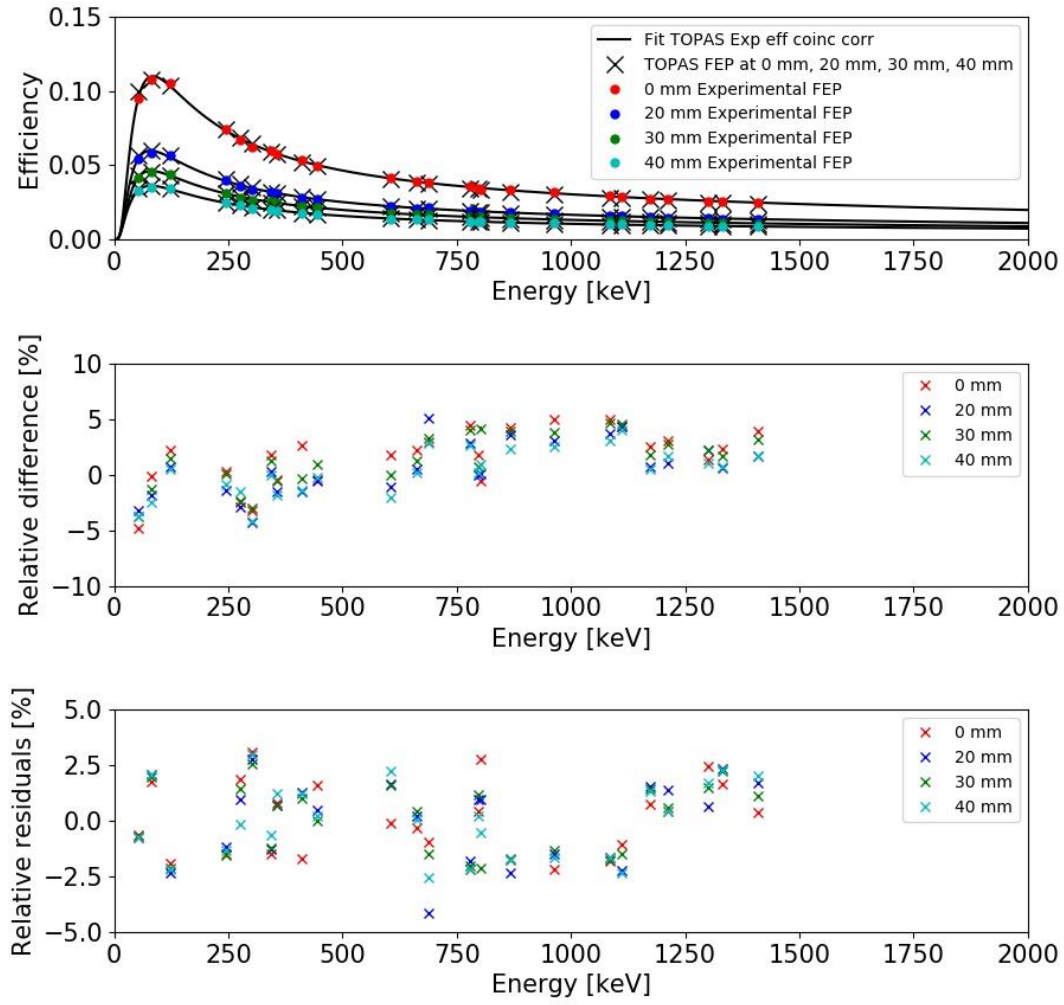 0.15
0.10
0.05
0.00
Efficiency
Fit TOPAS Exp eff coinc corr
TOPAS FEP at 0 mm, 20 mm, 30 mm, 40 mm
0 mm Experimental FEP
20 mm Experimental FEP
30 mm Experimental FEP
40 mm Experimental FEP
0 250 500 750 1000 1250 1500 1750 2000
Energy [keV]
10
5
0
−5
−10
Relative difference [%]
0 mm
20 mm
30 mm
40 mm
0 250 500 750 1000 1250 1500 1750 2000
Energy [keV]
5.0
2.5
0.0
−2.5
−5.0
Relative residuals [%]
0 mm
20 mm
30 mm
40 mm
0 250 500 750 1000 1250 1500 1750 2000
Energy [keV]